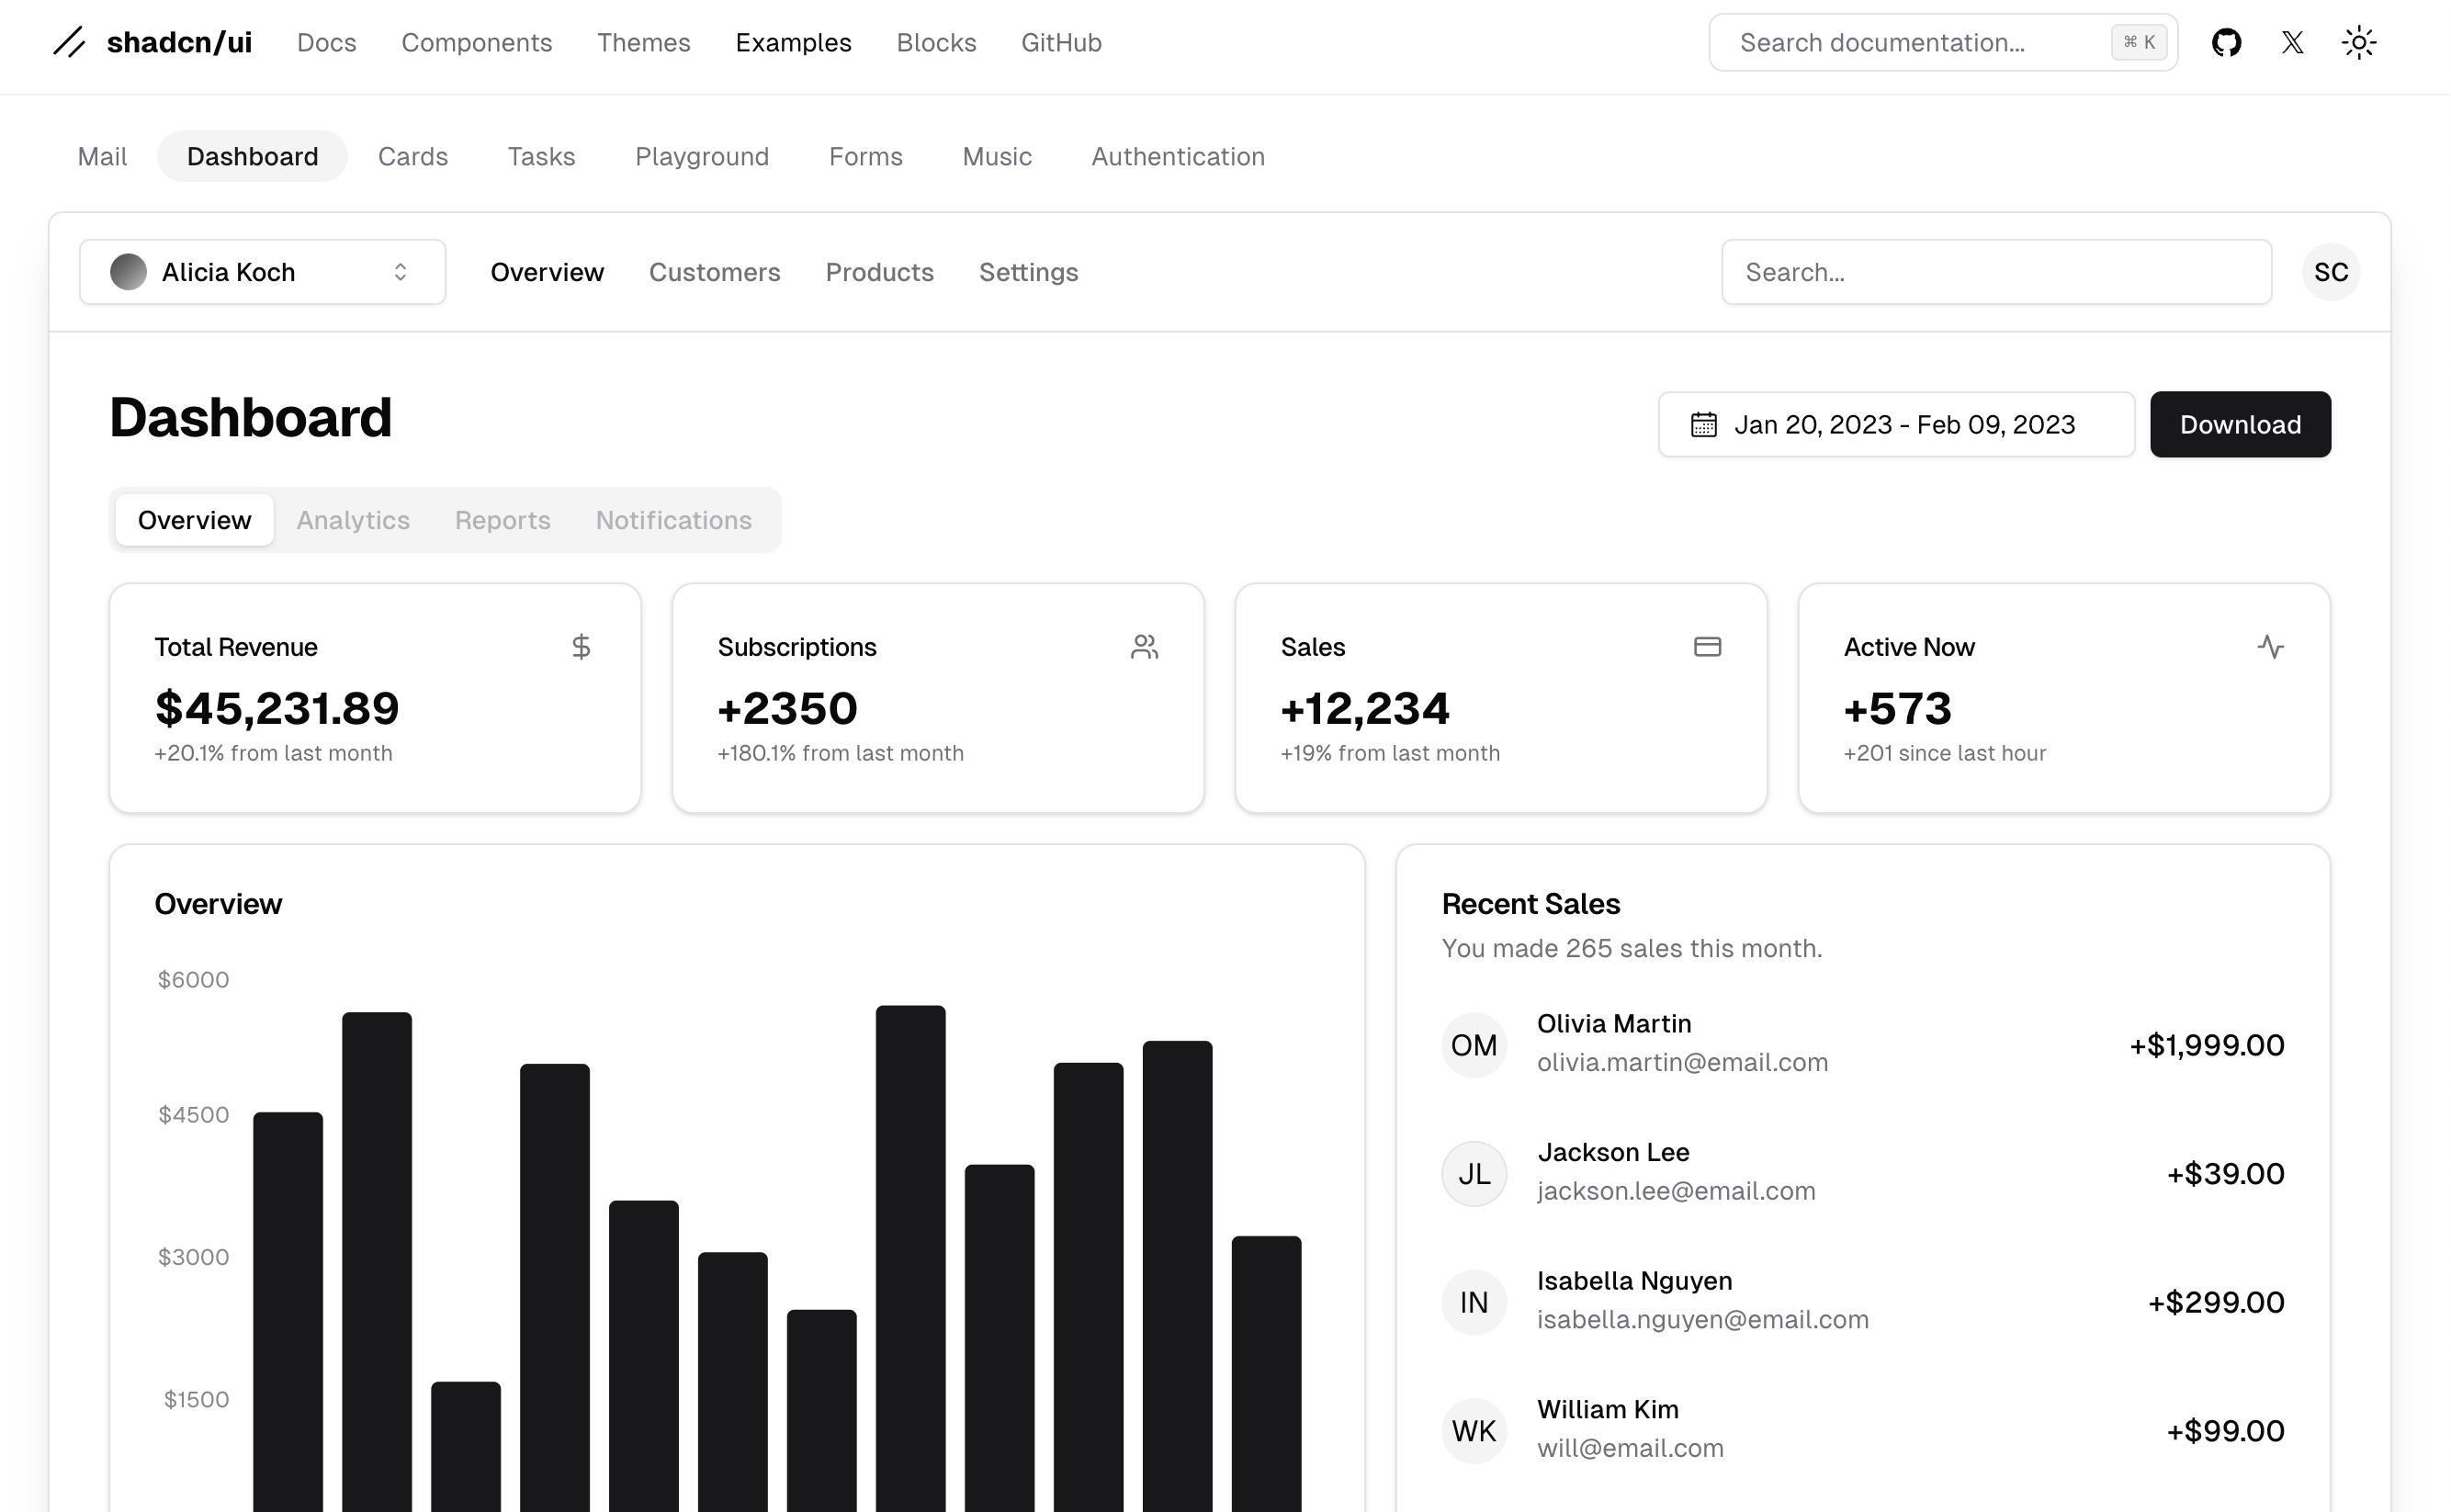 shadcn/ui Docs Components Themes Examples Blocks GitHub Search documentation... ⌘ K
Mail Dashboard Cards Tasks Playground Forms Music Authentication
Alicia Koch Overview Customers Products Settings Search... SC
Dashboard
Jan 20, 2023 - Feb 09, 2023 Download
Overview Analytics Reports Notifications
Total Revenue
$45,231.89
+20.1% from last month
Subscriptions
+2350
+180.1% from last month
Sales
+12,234
+19% from last month
Active Now
+573
+201 since last hour
Overview
$6000
$4500
$3000
$1500
Recent Sales
You made 265 sales this month.
OM
Olivia Martin
olivia.martin@email.com
+$1,999.00
JL
Jackson Lee
jackson.lee@email.com
+$39.00
IN
Isabella Nguyen
isabella.nguyen@email.com
+$299.00
WK
William Kim
will@email.com
+$99.00